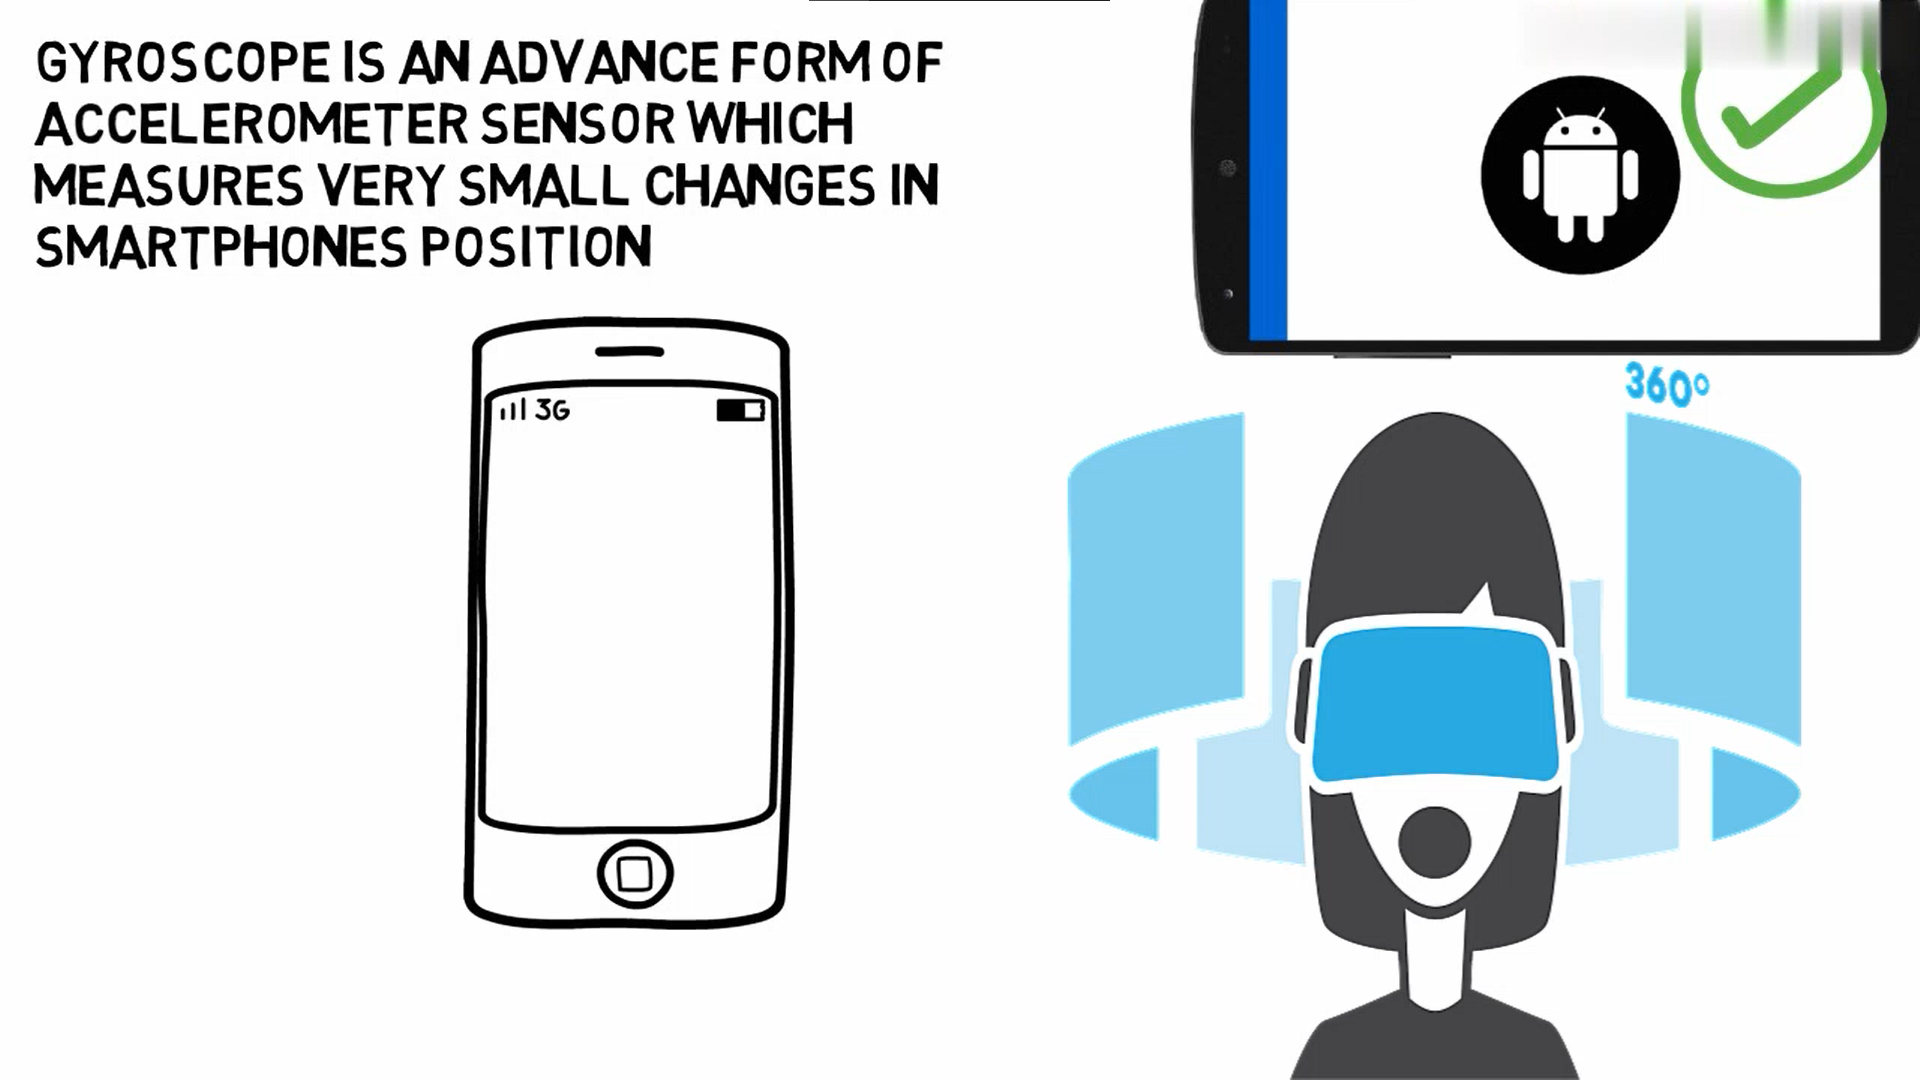 GYROSCOPE IS AN ADVANCE FORM OF
ACCELEROMETER SENSOR WHICH
MEASURES VERY SMALL CHANGES IN
SMARTPHONES POSITION
3G
360°